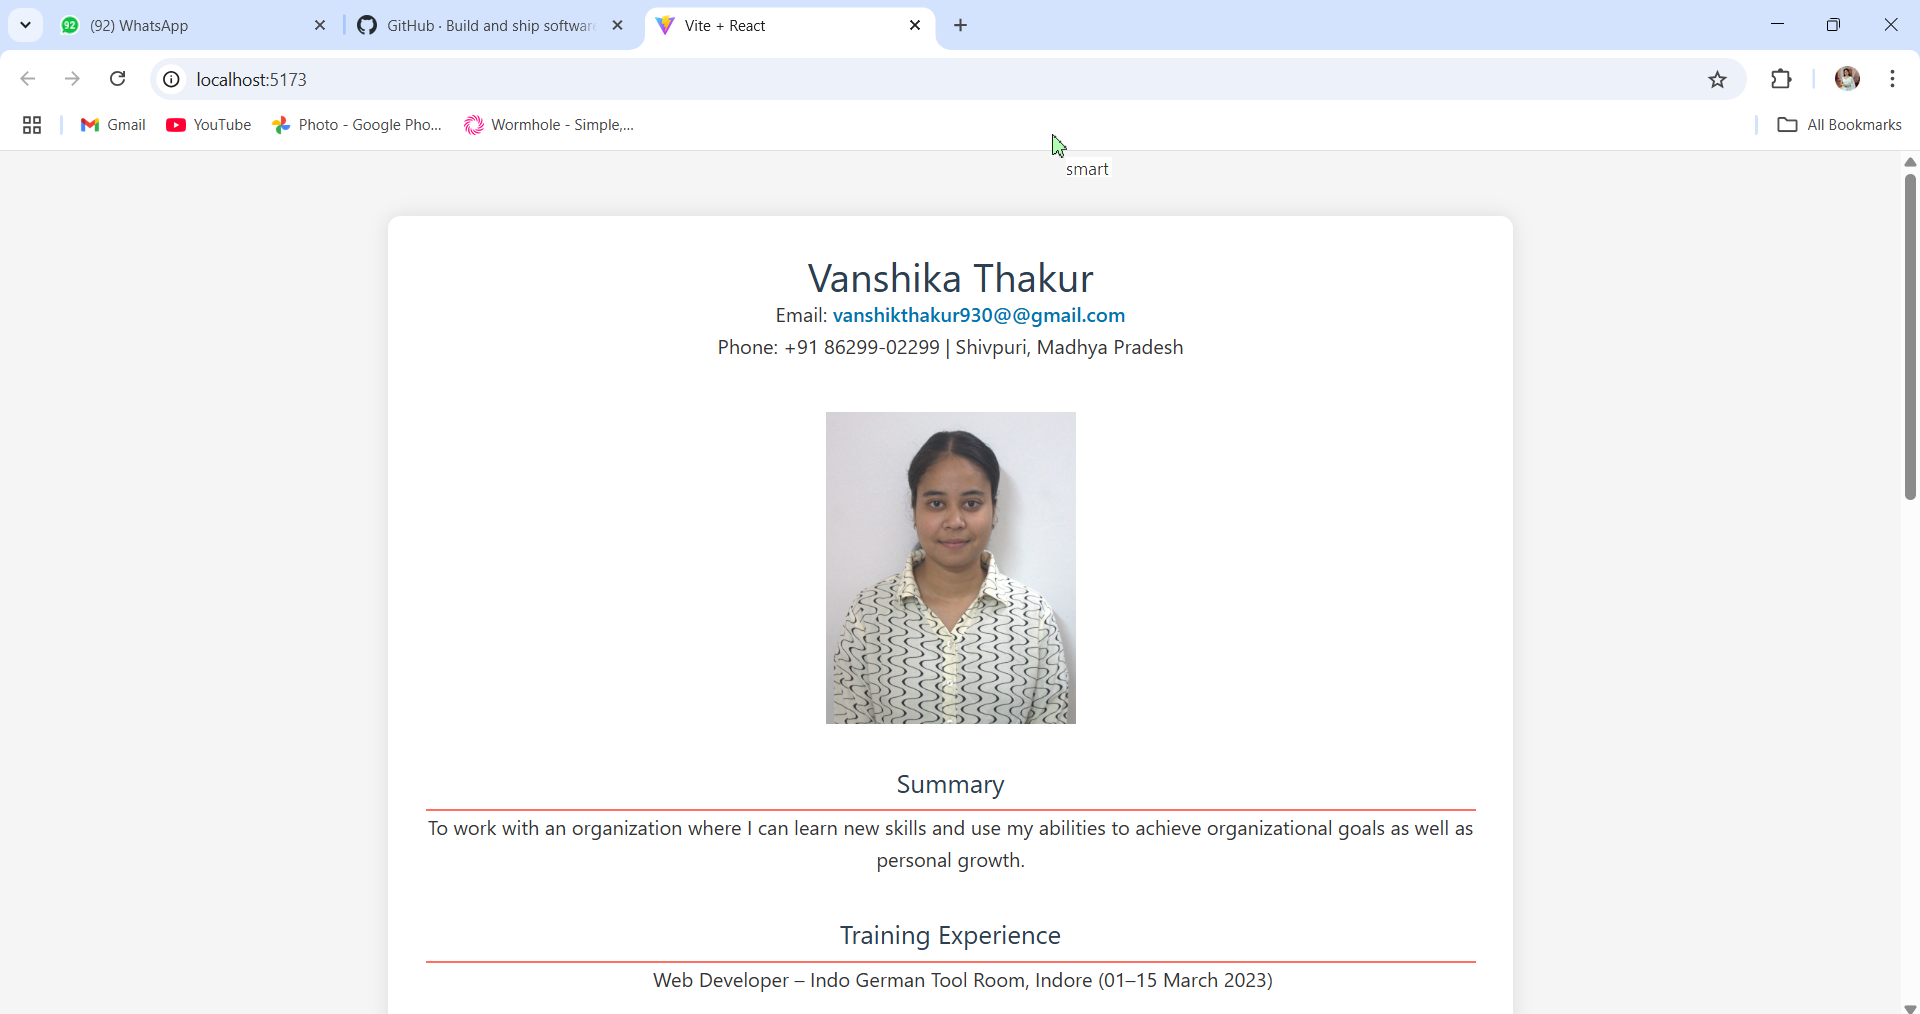 (92) WhatsApp
GitHub · Build and ship software
Vite + React
localhost:5173
Gmail
YouTube
Photo - Google Pho...
Wormhole - Simple,...
All Bookmarks
smart
Vanshika Thakur
Email: vanshikthakur930@@gmail.com
Phone: +91 86299-02299 | Shivpuri, Madhya Pradesh
Summary
To work with an organization where I can learn new skills and use my abilities to achieve organizational goals as well as
personal growth.
Training Experience
Web Developer – Indo German Tool Room, Indore (01–15 March 2023)